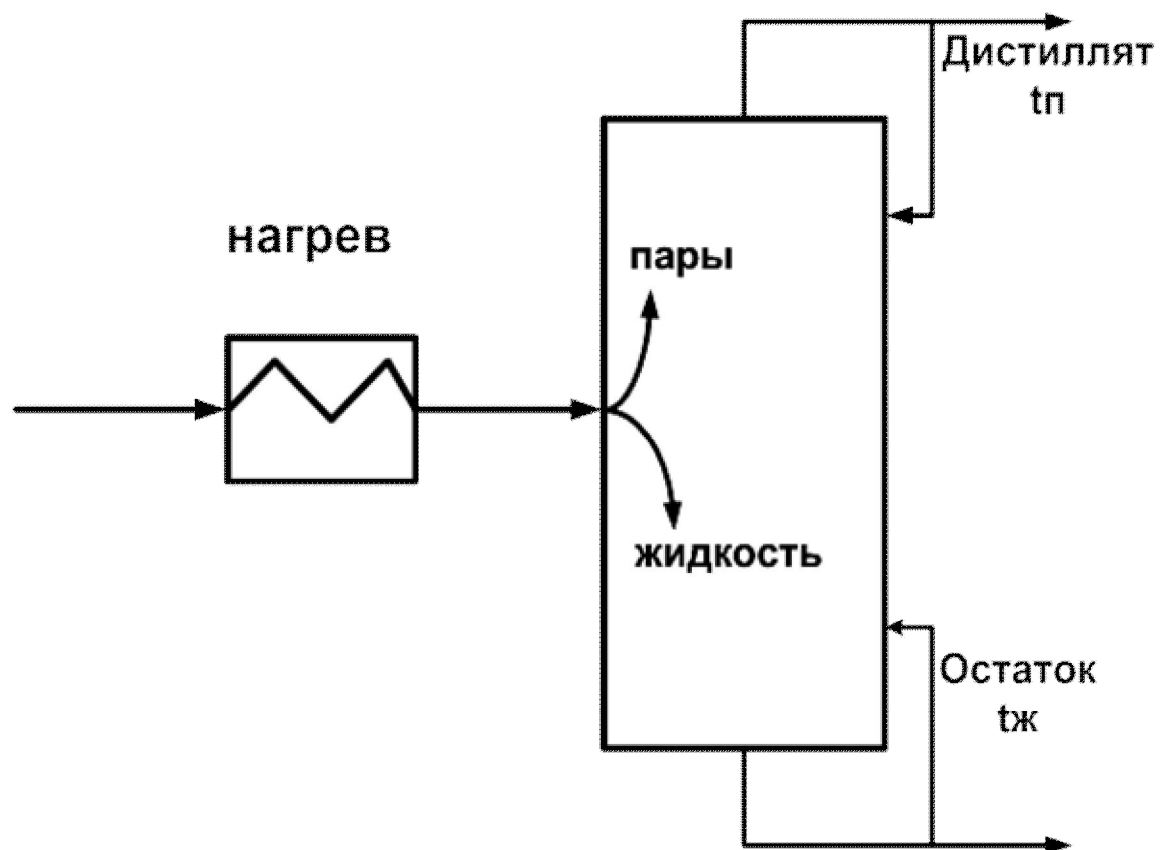 Дистиллят
tп
нагрев
пары
жидкость
Остаток
tж